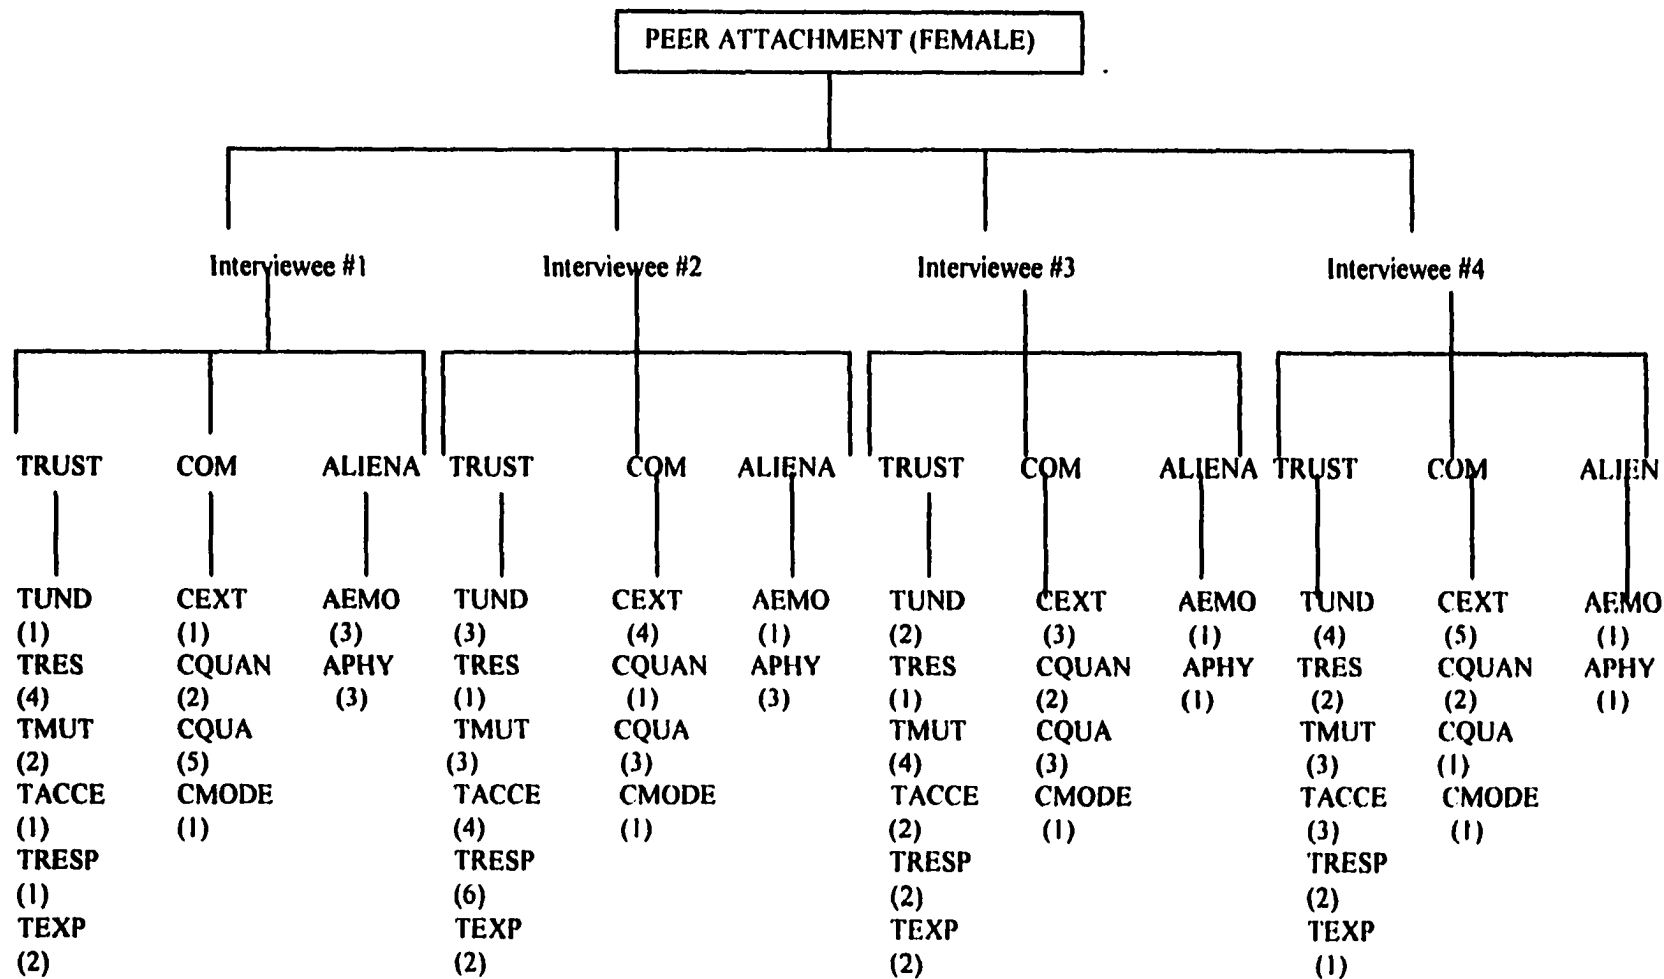 PEER ATTACHMENT (FEMALE)
Interviewee #1 Interviewee #2 Interviewee #3 Interviewee #4
TRUST COM ALIENA TRUST COM ALIENA TRUST COM ALIENA TRUST COM ALIEN
TUND CEXT AEMO TUND CEXT AEMO TUND CEXT AEMO TUND CEXT AEMO
(1) (1) (3) (3) (4) (1) (2) (3) (1) (4) (5) (1)
TRES CQUAN APHY TRES CQUAN APHY TRES CQUAN APHY TRES CQUAN APHY
(4) (2) (3) (1) (1) (3) (1) (2) (1) (2) (2) (1)
TMUT CQUA TMUT CQUA TMUT CQUA TMUT CQUA
(2) (5) (3) (3) (4) (3) (3) (1)
TACCE CMODE TACCE CMODE TACCE CMODE TACCE CMODE
(1) (1) (4) (1) (2) (1) (3) (1)
TRESP TRESP TRESP TRESP
(1) (6) (2) (2)
TEXP TEXP TEXP TEXP
(2) (2) (2) (1)